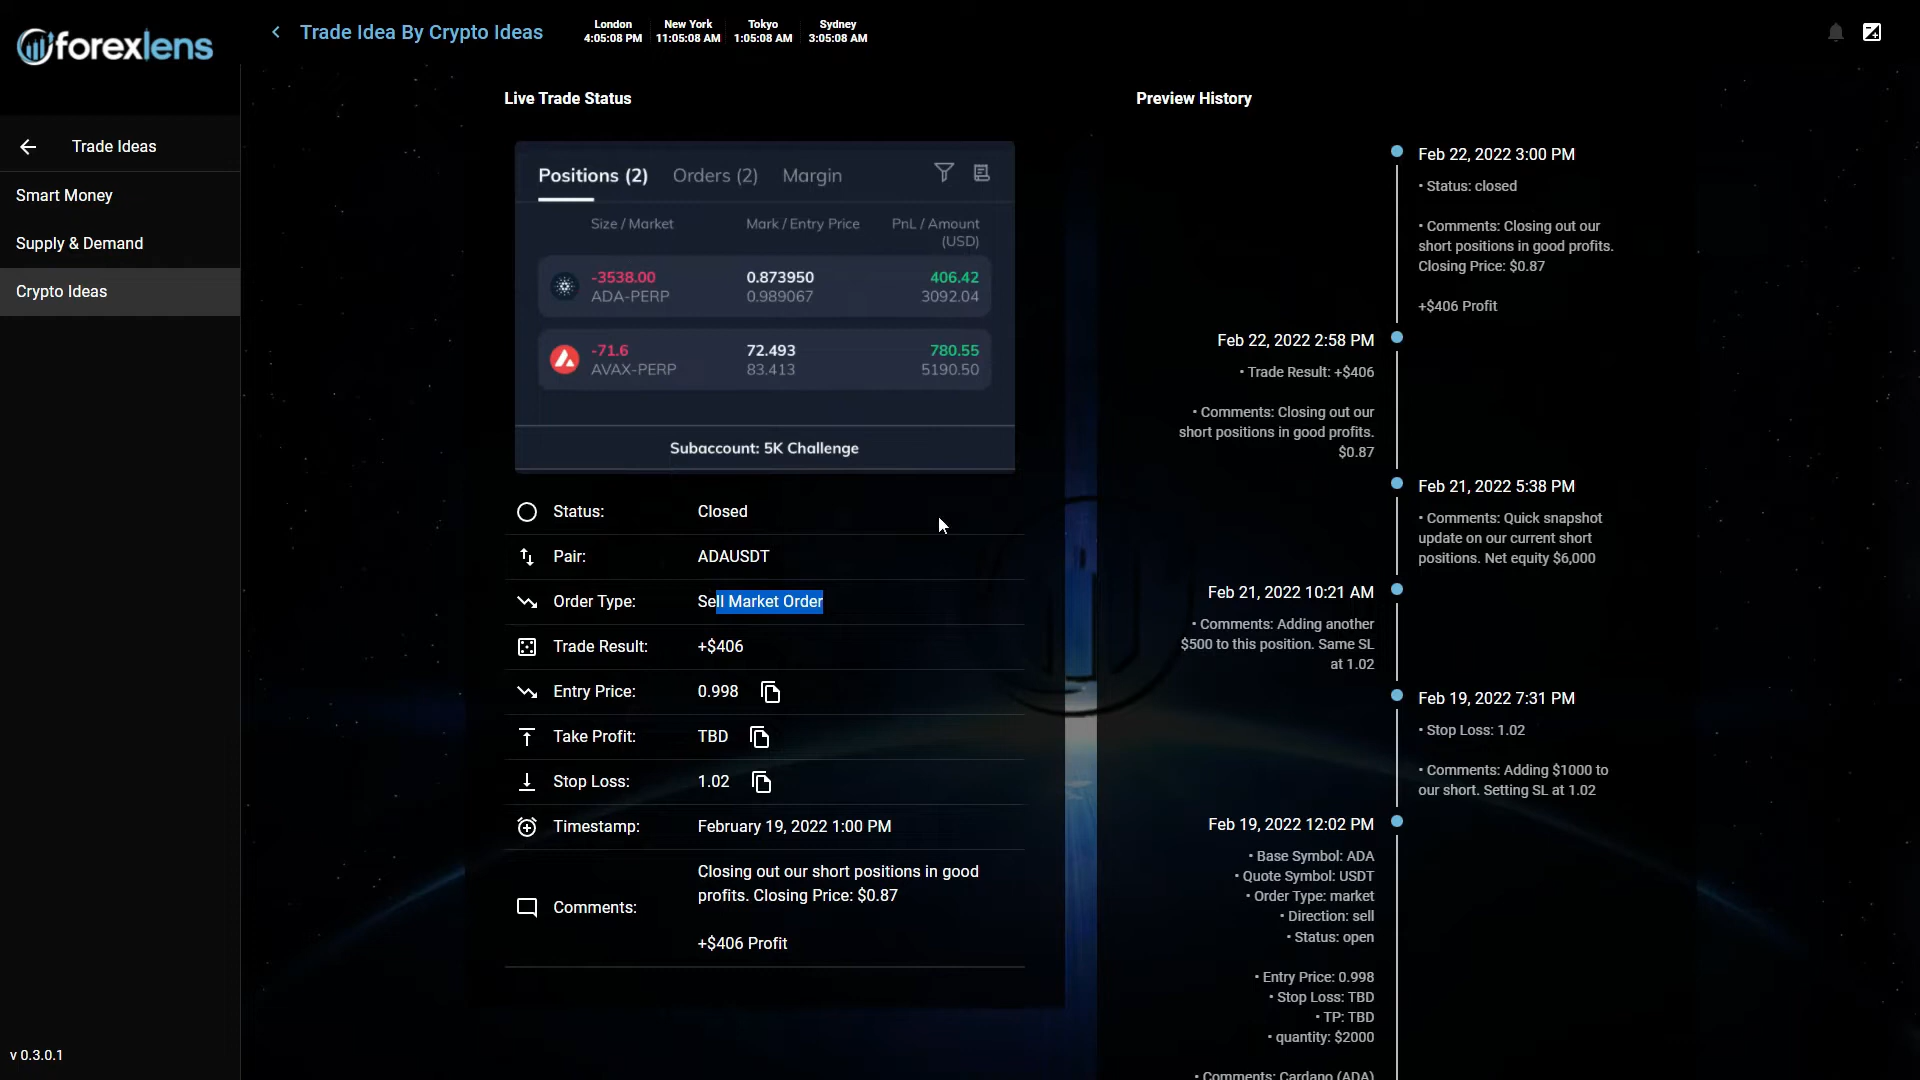 forexlens
Trade Idea By Crypto Ideas
London
4:05:08 PM
New York
11:05:08 AM
Tokyo
1:05:08 AM
Sydney
3:05:08 AM
Trade Ideas
Smart Money
Supply & Demand
Crypto Ideas
v 0.3.0.1
Live Trade Status
Positions (2) Orders (2) Margin
Size / Market Mark / Entry Price PnL / Amount
(USD)
-3538.00 0.873950 406.42
ADA-PERP 0.989067 3092.04
-71.6 72.493 780.55
AVAX-PERP 83.413 5190.50
Subaccount: 5K Challenge
Status: Closed
Pair: ADAUSDT
Order Type: Sell Market Order
Trade Result: +$406
Entry Price: 0.998
Take Profit: TBD
Stop Loss: 1.02
Timestamp: February 19, 2022 1:00 PM
Comments:
Closing out our short positions in good
profits. Closing Price: $0.87
+$406 Profit
Preview History
Feb 22, 2022 3:00 PM
• Status: closed
• Comments: Closing out our
short positions in good profits.
Closing Price: $0.87
+$406 Profit
Feb 22, 2022 2:58 PM
• Trade Result: +$406
• Comments: Closing out our
short positions in good profits.
$0.87
Feb 21, 2022 5:38 PM
• Comments: Quick snapshot
update on our current short
positions. Net equity $6,000
Feb 21, 2022 10:21 AM
• Comments: Adding another
$500 to this position. Same SL
at 1.02
Feb 19, 2022 7:31 PM
• Stop Loss: 1.02
• Comments: Adding $1000 to
our short. Setting SL at 1.02
Feb 19, 2022 12:02 PM
• Base Symbol: ADA
• Quote Symbol: USDT
• Order Type: market
• Direction: sell
• Status: open
• Entry Price: 0.998
• Stop Loss: TBD
• TP: TBD
• quantity: $2000
• Comments: Cardano (ADA)